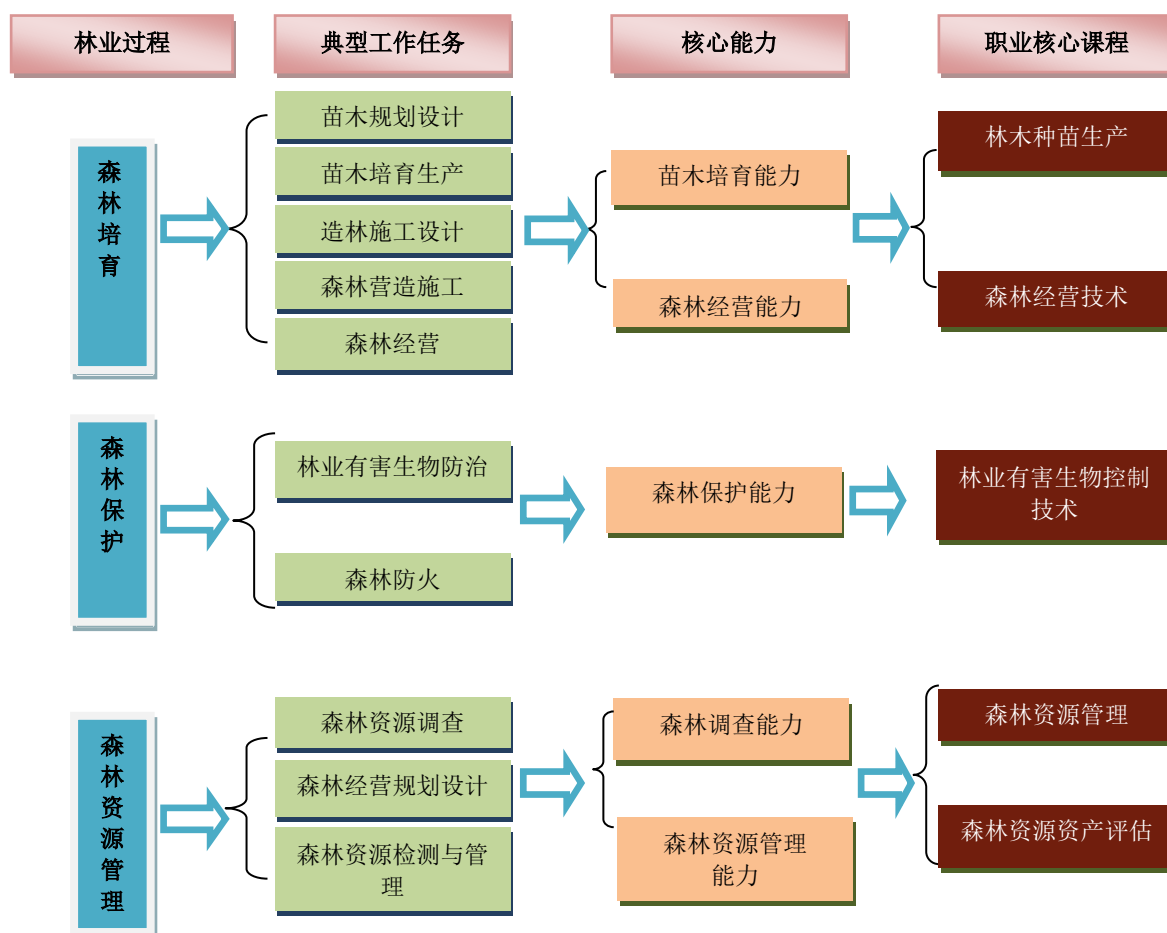 林业过程
典型工作任务
核心能力
职业核心课程
森林培育
苗木规划设计
苗木培育生产
造林施工设计
森林营造施工
森林经营
苗木培育能力
森林经营能力
林木种苗生产
森林经营技术
森林保护
林业有害生物防治
森林防火
森林保护能力
林业有害生物控制
技术
森林资源管理
森林资源调查
森林经营规划设计
森林资源检测与管
理
森林调查能力
森林资源管理
能力
森林资源管理
森林资源资产评估